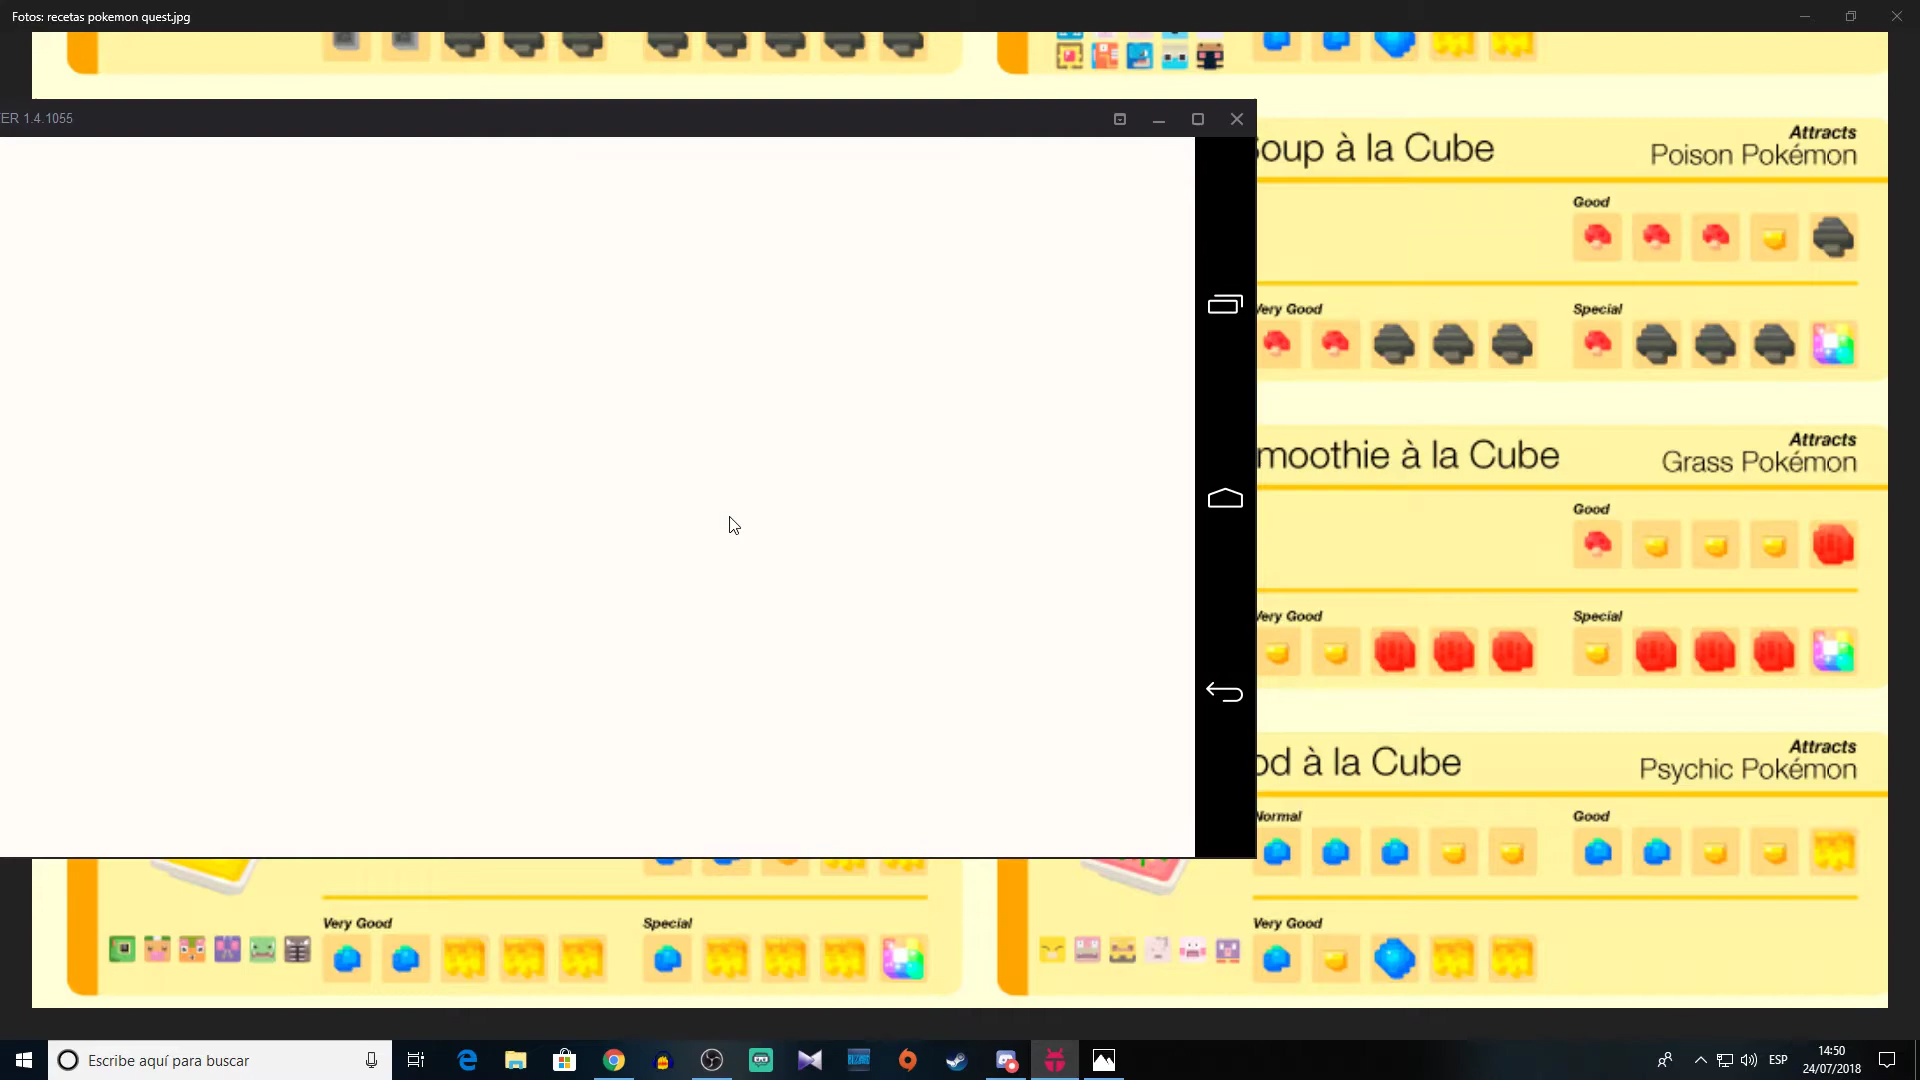 Fotos: recetas pokemon quest.jpg
ER 1.4.1055
oup à la Cube
Attracts
Poison Pokémon
Good
Very Good
Special
moothie à la Cube
Attracts
Grass Pokémon
Good
Very Good
Special
od à la Cube
Attracts
Psychic Pokémon
Normal
Good
Very Good
Special
Very Good
Escribe aquí para buscar
ESP
14:50
24/07/2018